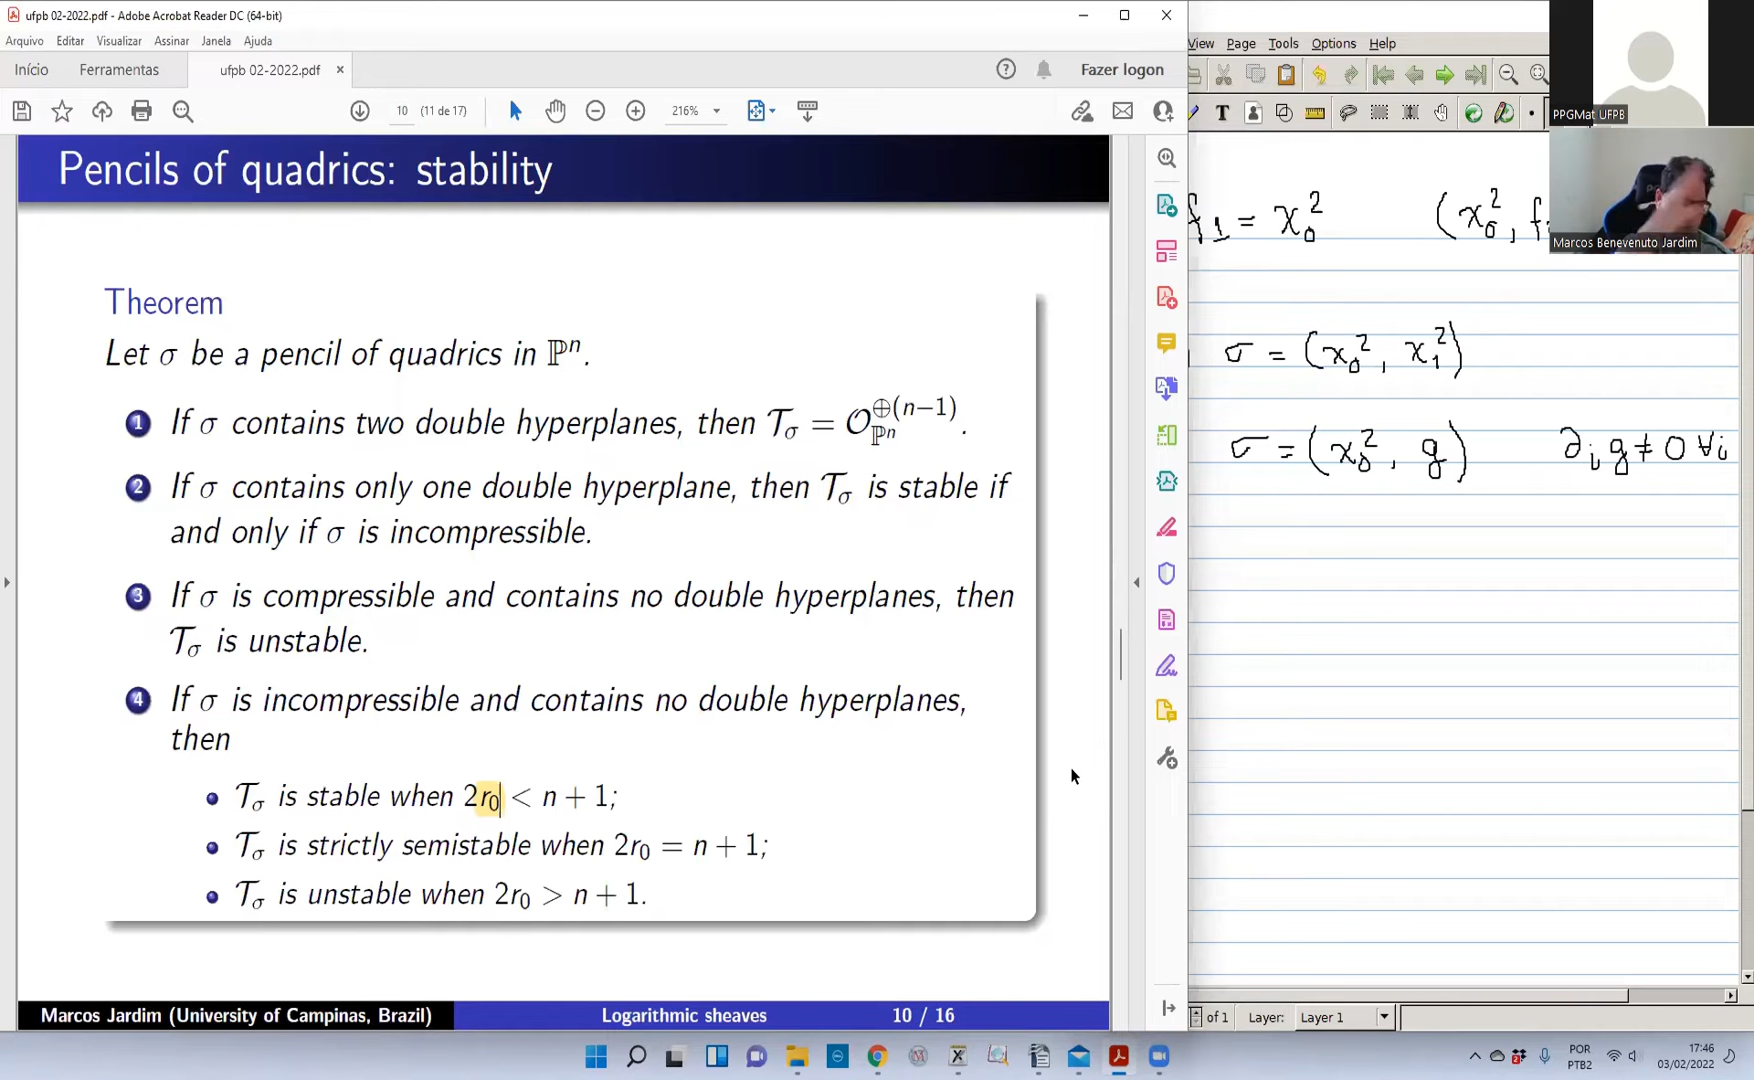 ufpb 02-2022.pdf - Adobe Acrobat Reader DC (64-bit)
Arquivo Editar Visualizar Assinar Janela Ajuda
Início Ferramentas ufpb 02-2022.pdf × Fazer logon
10 (11 de 17) 216%
Pencils of quadrics: stability
Theorem
Let σ be a pencil of quadrics in ℙⁿ.
1 If σ contains two double hyperplanes, then 𝒯_σ = 𝒪_ℙⁿ^⊕(n−1).
2 If σ contains only one double hyperplane, then 𝒯_σ is stable if
and only if σ is incompressible.
3 If σ is compressible and contains no double hyperplanes, then
𝒯_σ is unstable.
4 If σ is incompressible and contains no double hyperplanes,
then
𝒯_σ is stable when 2r₀ < n + 1;
𝒯_σ is strictly semistable when 2r₀ = n + 1;
𝒯_σ is unstable when 2r₀ > n + 1.
Marcos Jardim (University of Campinas, Brazil) Logarithmic sheaves 10 / 16
View Page Tools Options Help
PPGMat UFPB
Marcos Benevenuto Jardim
f₁ = x₀² (x₀², f
σ = (x₀², x₁²)
σ = (x₀², g) ∂ᵢg ≠ 0 ∀i
of 1 Layer: Layer 1
POR
PTB2
17:46
03/02/2022